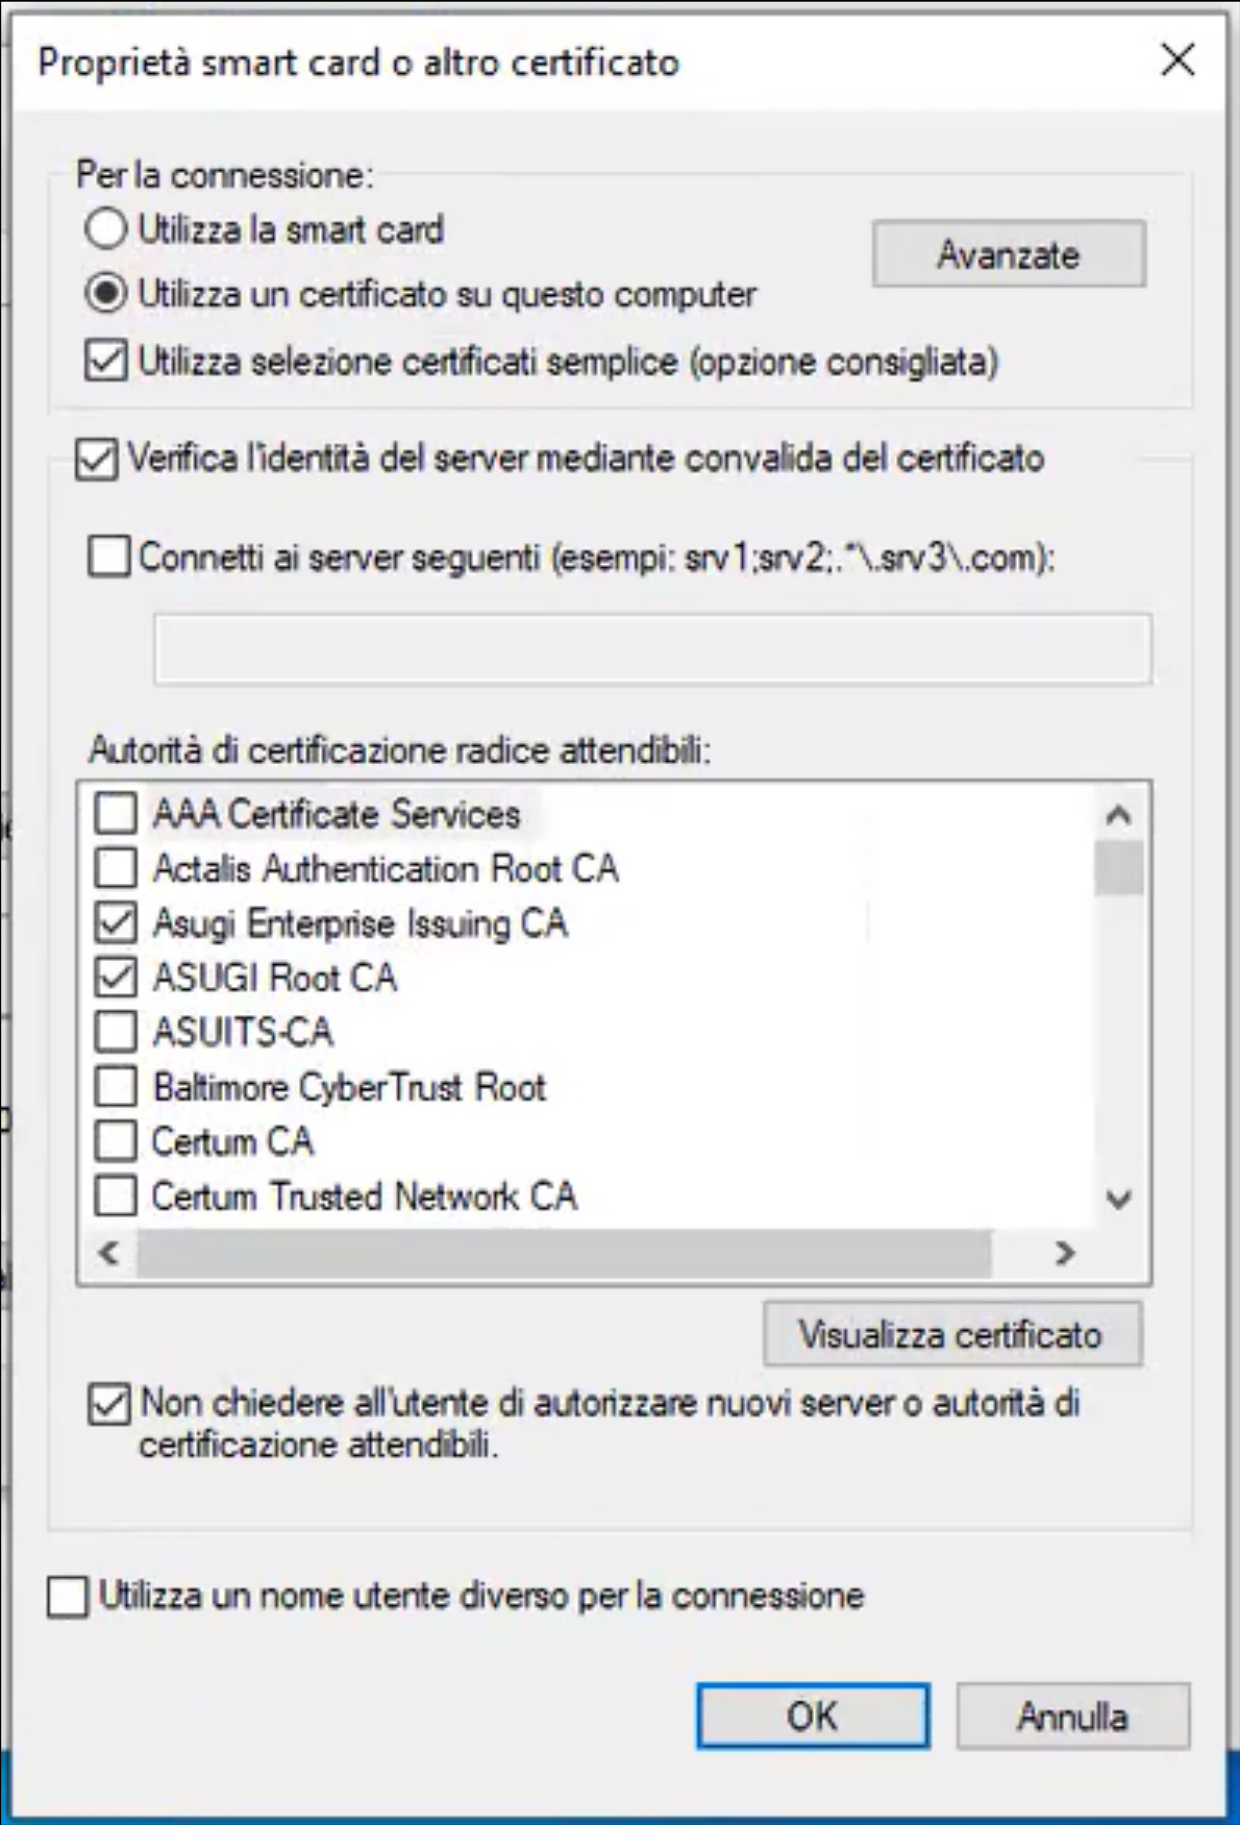 Proprietà smart card o altro certificato
Per la connessione:
Utilizza la smart card
Avanzate
Utilizza un certificato su questo computer
Utilizza selezione certificati semplice (opzione consigliata)
Verifica l'identità del server mediante convalida del certificato
Connetti ai server seguenti (esempi: srv1;srv2;.*\.srv3\.com):
Autorità di certificazione radice attendibili:
AAA Certificate Services
Actalis Authentication Root CA
Asugi Enterprise Issuing CA
ASUGI Root CA
ASUITS-CA
Baltimore CyberTrust Root
Certum CA
Certum Trusted Network CA
Visualizza certificato
Non chiedere all'utente di autorizzare nuovi server o autorità di
certificazione attendibili.
Utilizza un nome utente diverso per la connessione
OK
Annulla